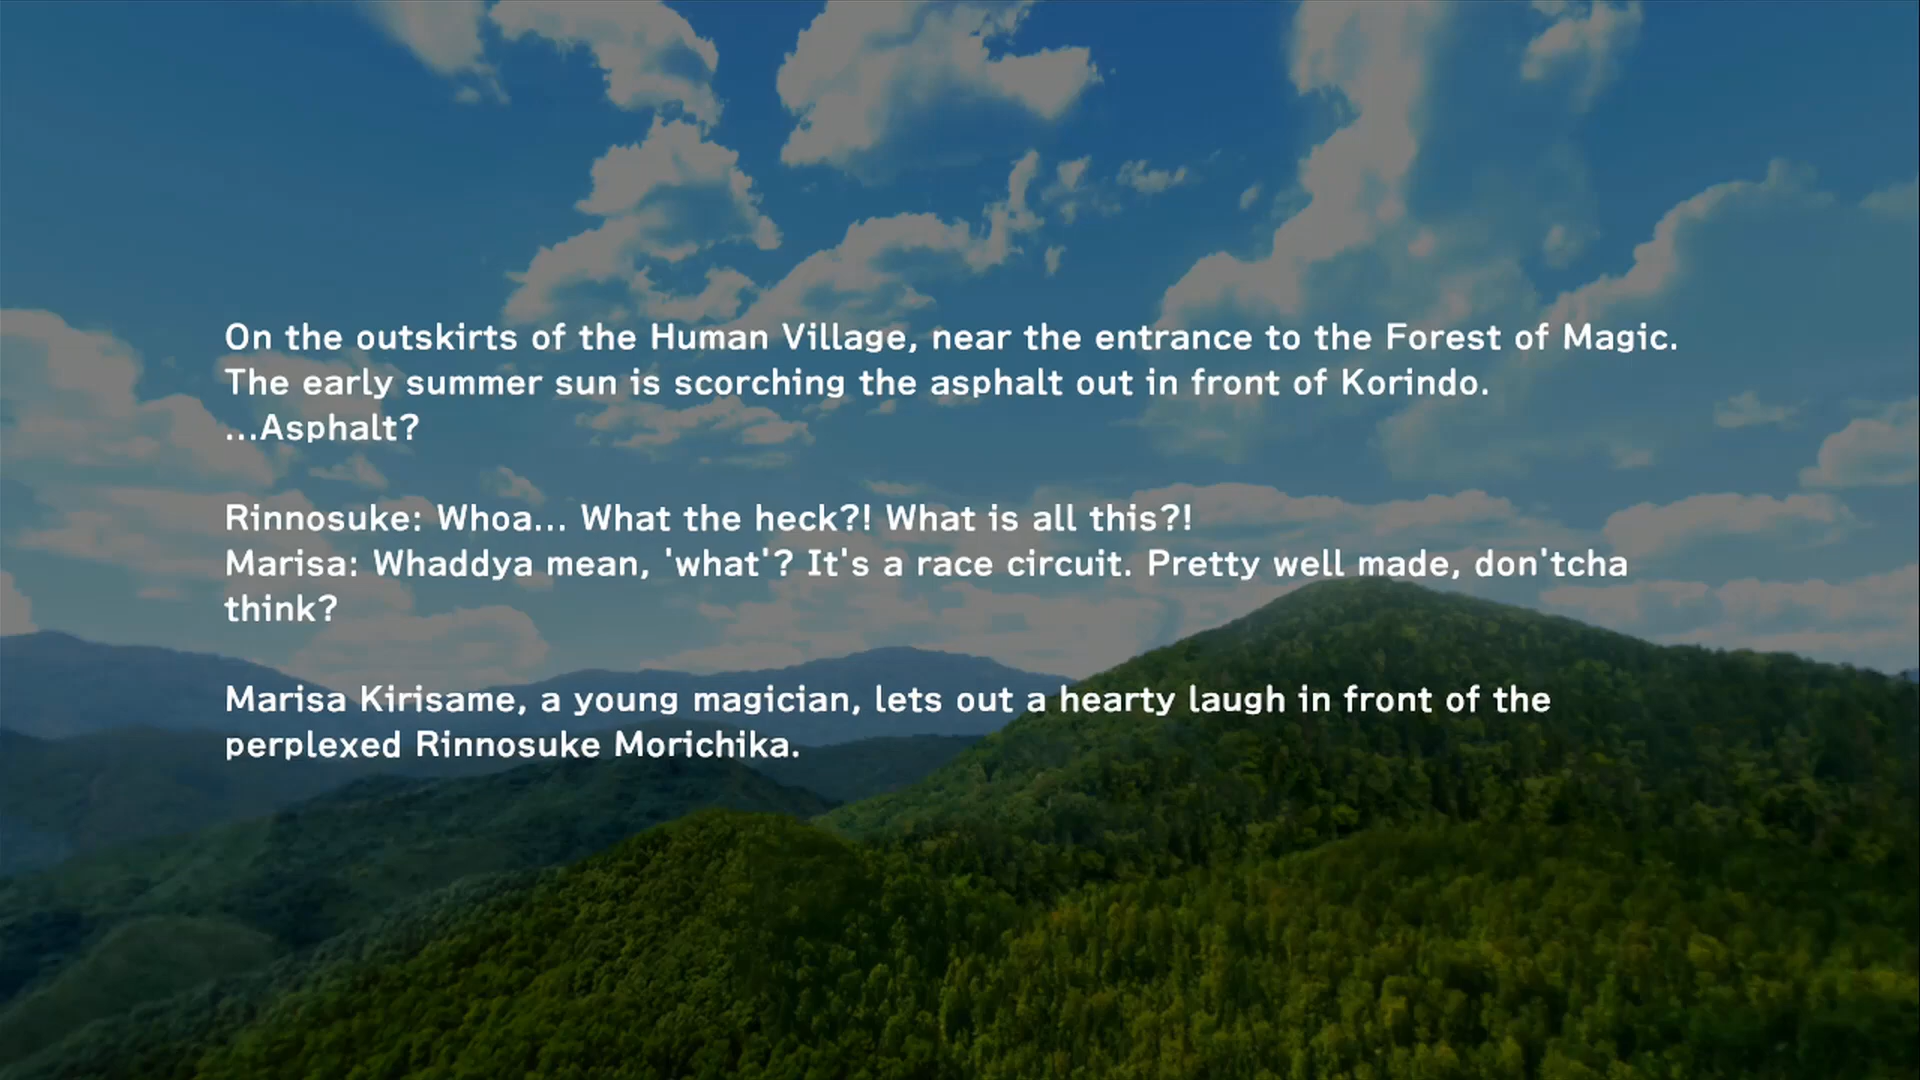 On the outskirts of the Human Village, near the entrance to the Forest of Magic.
The early summer sun is scorching the asphalt out in front of Korindo.
...Asphalt?
Rinnosuke: Whoa... What the heck?! What is all this?!
Marisa: Whaddya mean, 'what'? It's a race circuit. Pretty well made, don'tcha
think?
Marisa Kirisame, a young magician, lets out a hearty laugh in front of the
perplexed Rinnosuke Morichika.